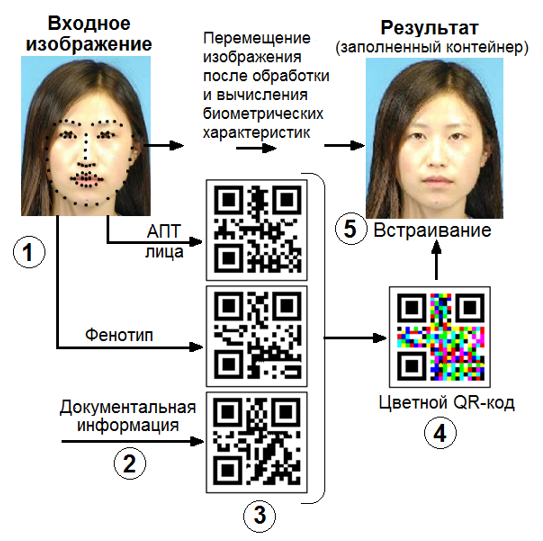 Входное
изображение
Перемещение
изображения
после обработки
и вычисления
биометрических
характеристик
Результат
(заполненный контейнер)
1
АПТ
лица
Фенотип
Документальная
информация
2
3
5 Встраивание
Цветной QR-код
4